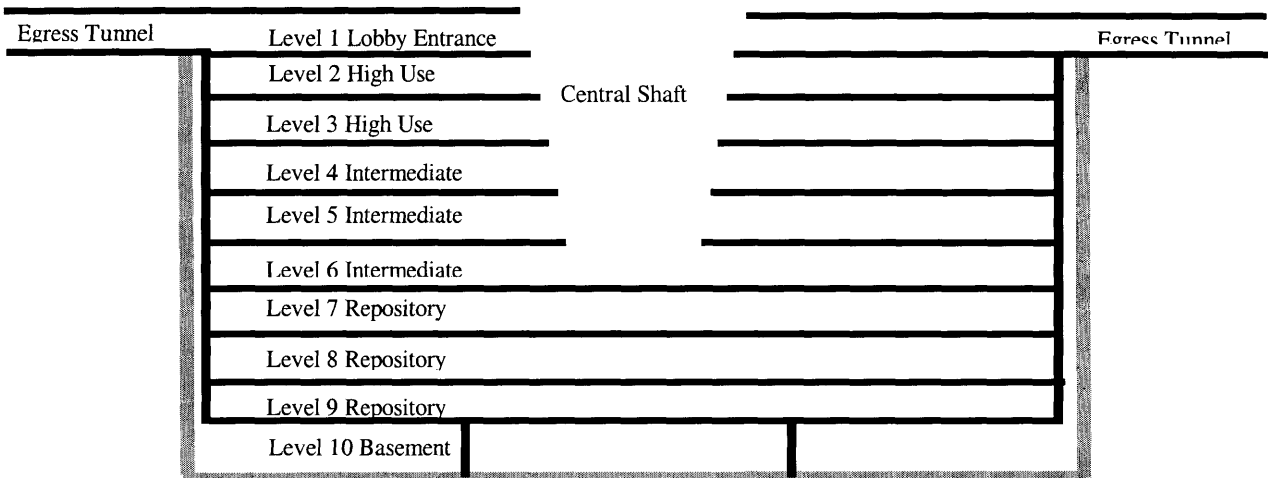 Egress Tunnel
Level 1 Lobby Entrance
Egress Tunnel
Level 2 High Use
Central Shaft
Level 3 High Use
Level 4 Intermediate
Level 5 Intermediate
Level 6 Intermediate
Level 7 Repository
Level 8 Repository
Level 9 Repository
Level 10 Basement